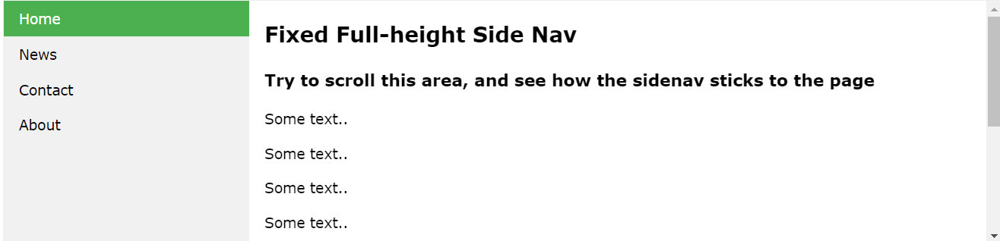 Home
News
Contact
About
Fixed Full-height Side Nav
Try to scroll this area, and see how the sidenav sticks to the page
Some text..
Some text..
Some text..
Some text..